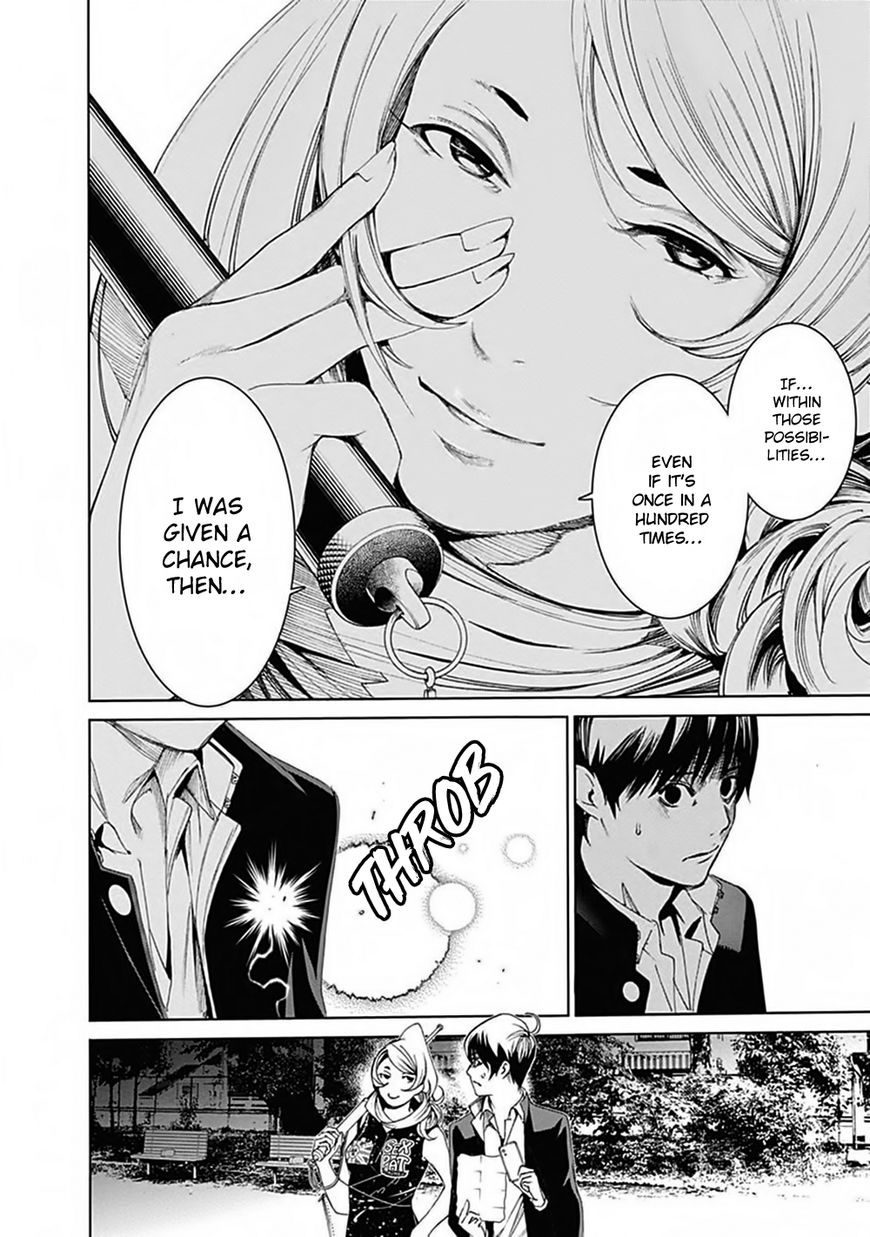 IF...
WITHIN
THOSE
POSSIBI-
LITIES...
EVEN
IF IT'S
ONCE IN A
HUNDRED
TIMES...
I WAS
GIVEN A
CHANCE,
THEN...
THROB